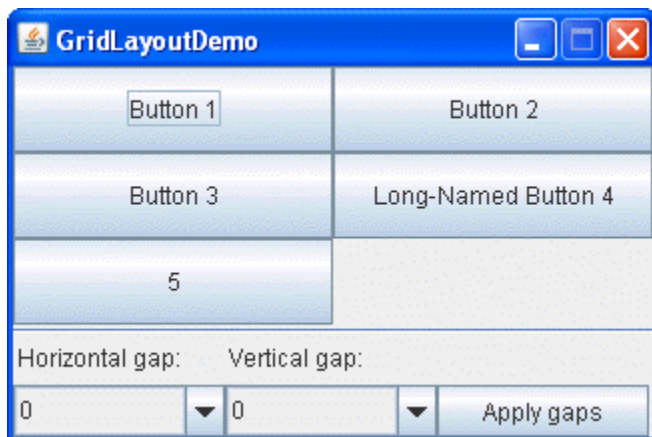 GridLayoutDemo
Button 1 Button 2
Button 3 Long-Named Button 4
5
Horizontal gap: Vertical gap:
0 0 Apply gaps